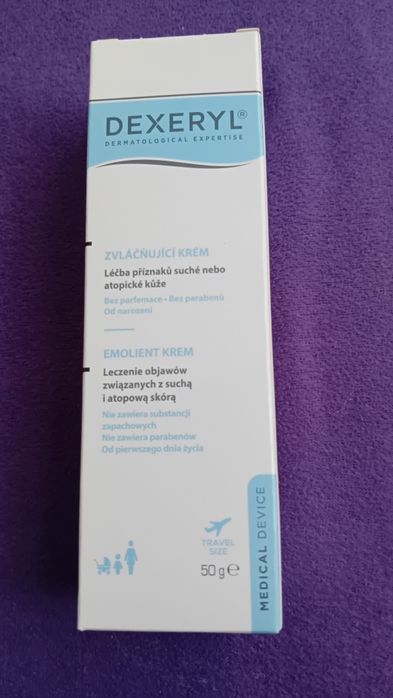 DEXERYL®
DERMATOLOGICAL EXPERTISE
ZVLÁČŇUJÍCÍ KRÉM
Léčba příznaků suché nebo
atopické kůže
Bez parfemace • Bez parabenů
Od narození
EMOLIENT KREM
Leczenie objawów
związanych z suchą
i atopową skórą
Nie zawiera substancji
zapachowych
Nie zawiera parabenów
Od pierwszego dnia życia
TRAVEL
SIZE
50 g ℮
MEDICAL DEVICE